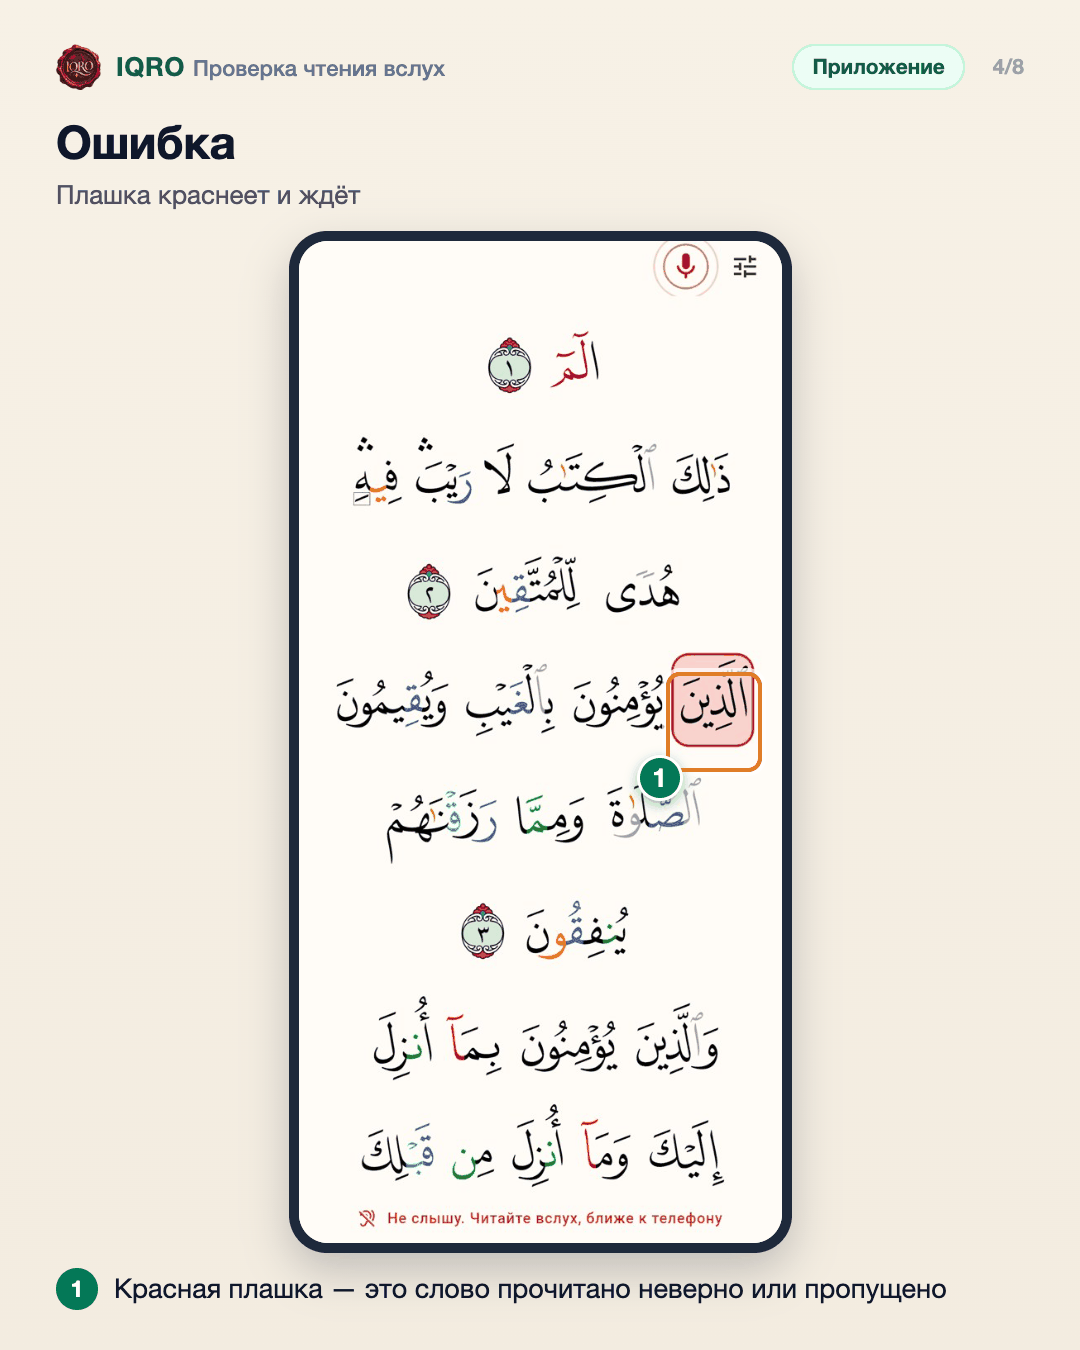 IQRO Проверка чтения вслух
Приложение
4/8
Ошибка
Плашка краснеет и ждёт
الٓمٓ ١
ذَٰلِكَ ٱلْكِتَٰبُ لَا رَيْبَ ۛ فِيهِ ۛ
هُدًى لِّلْمُتَّقِينَ ٢
ٱلَّذِينَ يُؤْمِنُونَ بِٱلْغَيْبِ وَيُقِيمُونَ
1
ٱلصَّلَوٰةَ وَمِمَّا رَزَقْنَٰهُمْ
يُنفِقُونَ ٣
وَٱلَّذِينَ يُؤْمِنُونَ بِمَآ أُنزِلَ
إِلَيْكَ وَمَآ أُنزِلَ مِن قَبْلِكَ
Не слышу. Читайте вслух, ближе к телефону
1 Красная плашка — это слово прочитано неверно или пропущено